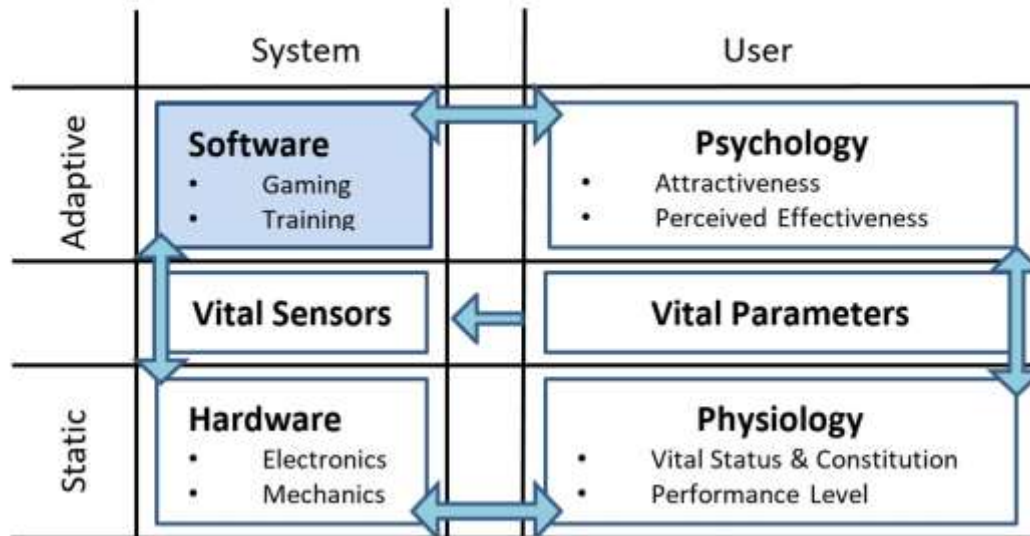 System
User
Adaptive
Software
• Gaming
• Training
Psychology
• Attractiveness
• Perceived Effectiveness
Vital Sensors
Vital Parameters
Static
Hardware
• Electronics
• Mechanics
Physiology
• Vital Status & Constitution
• Performance Level